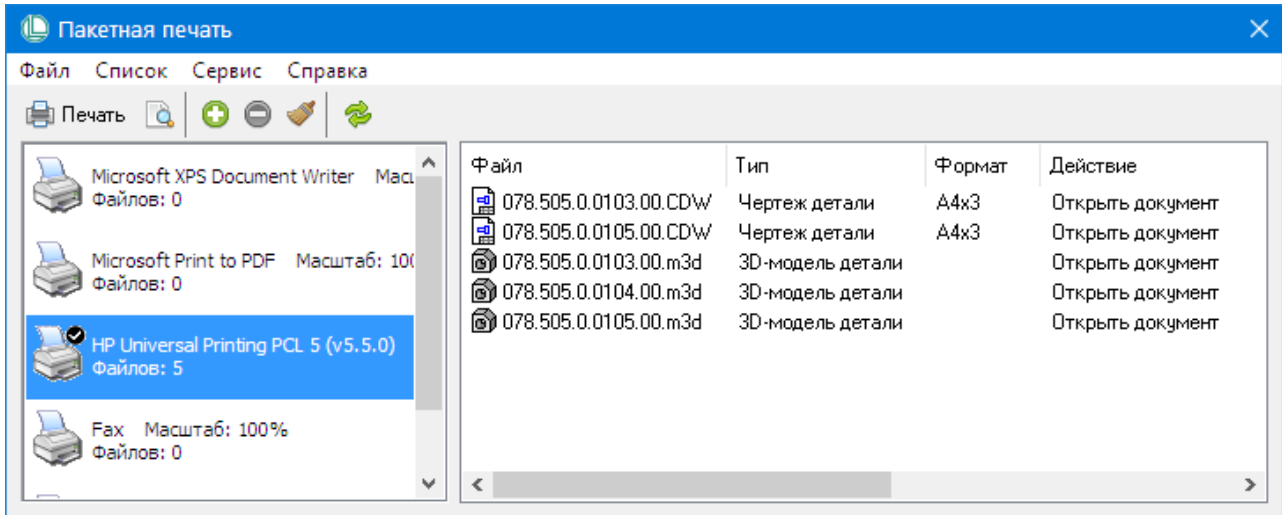 Пакетная печать
Файл Список Сервис Справка
Печать
Microsoft XPS Document Writer
Файлов: 0
Microsoft Print to PDF Масштаб:
Файлов: 0
HP Universal Printing PCL 5 (v5.5.0)
Файлов: 5
Fax Масштаб: 100%
Файлов: 0
Файл Тип Формат Действие
078.505.0.0103.00.CDW Чертеж детали A4x3 Открыть документ
078.505.0.0105.00.CDW Чертеж детали A4x3 Открыть документ
078.505.0.0103.00.m3d 3D-модель детали Открыть документ
078.505.0.0104.00.m3d 3D-модель детали Открыть документ
078.505.0.0105.00.m3d 3D-модель детали Открыть документ